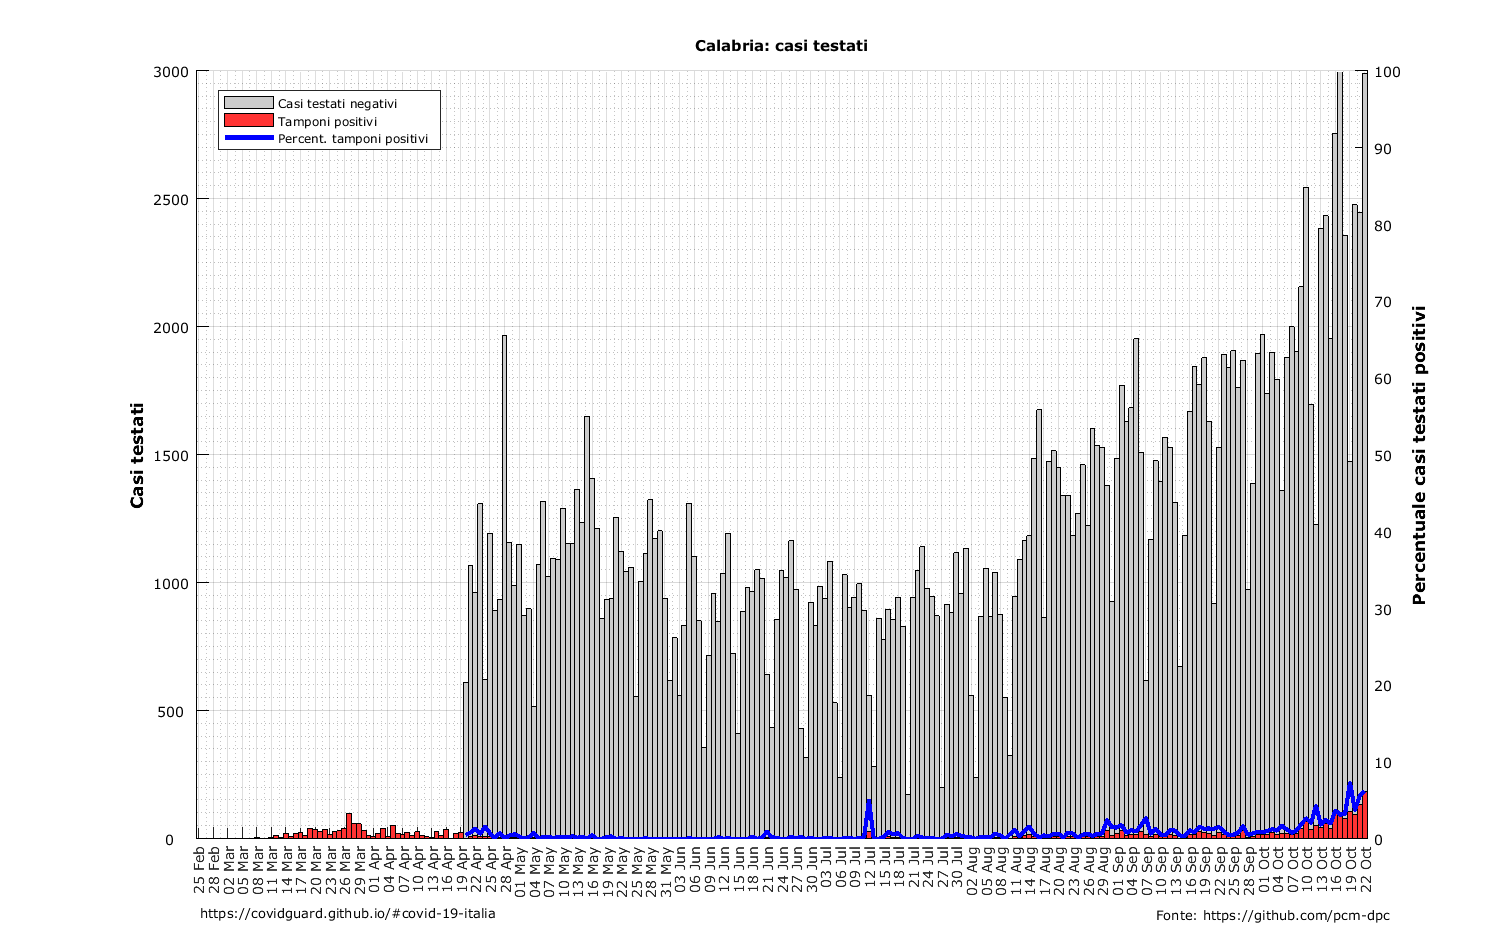 Calabria: casi testati
Casi testati negativi
Tamponi positivi
Percent. tamponi positivi
Casi testati
3000
2500
2000
1500
1000
500
0
100
90
80
70
60
50
40
30
20
10
0
Percentuale casi testati positivi
25 Feb
28 Feb
02 Mar
05 Mar
08 Mar
11 Mar
14 Mar
17 Mar
20 Mar
23 Mar
26 Mar
29 Mar
01 Apr
04 Apr
07 Apr
10 Apr
13 Apr
16 Apr
19 Apr
22 Apr
25 Apr
28 Apr
01 May
04 May
07 May
10 May
13 May
16 May
19 May
22 May
25 May
28 May
31 May
03 Jun
06 Jun
09 Jun
12 Jun
15 Jun
18 Jun
21 Jun
24 Jun
27 Jun
30 Jun
03 Jul
06 Jul
09 Jul
12 Jul
15 Jul
18 Jul
21 Jul
24 Jul
27 Jul
30 Jul
02 Aug
05 Aug
08 Aug
11 Aug
14 Aug
17 Aug
20 Aug
23 Aug
26 Aug
29 Aug
01 Sep
04 Sep
07 Sep
10 Sep
13 Sep
16 Sep
19 Sep
22 Sep
25 Sep
28 Sep
01 Oct
04 Oct
07 Oct
10 Oct
13 Oct
16 Oct
19 Oct
22 Oct
https://covidguard.github.io/#covid-19-italia
Fonte: https://github.com/pcm-dpc